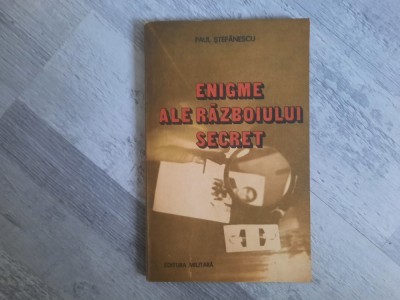 PAUL ȘTEFĂNESCU
ENIGME
ALE RĂZBOIULUI
SECRET
EDITURA MILITARĂ